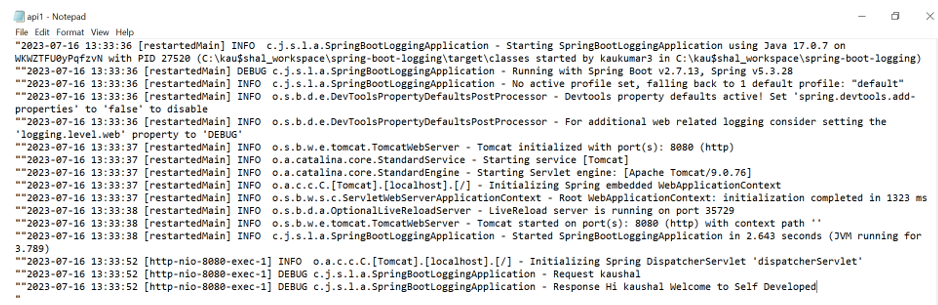 api1 - Notepad
File Edit Format View Help
"2023-07-16 13:33:36 [restartedMain] INFO  c.j.s.l.a.SpringBootLoggingApplication - Starting SpringBootLoggingApplication using Java 17.0.7 on
WKWZTFU0yPqfzvN with PID 27520 (C:\kau$shal_workspace\spring-boot-logging\target\classes started by kaukumar3 in C:\kau$shal_workspace\spring-boot-logging)
""2023-07-16 13:33:36 [restartedMain] DEBUG c.j.s.l.a.SpringBootLoggingApplication - Running with Spring Boot v2.7.13, Spring v5.3.28
""2023-07-16 13:33:36 [restartedMain] INFO  c.j.s.l.a.SpringBootLoggingApplication - No active profile set, falling back to 1 default profile: "default"
""2023-07-16 13:33:36 [restartedMain] INFO  o.s.b.d.e.DevToolsPropertyDefaultsPostProcessor - Devtools property defaults active! Set 'spring.devtools.add-
properties' to 'false' to disable
""2023-07-16 13:33:36 [restartedMain] INFO  o.s.b.d.e.DevToolsPropertyDefaultsPostProcessor - For additional web related logging consider setting the
'logging.level.web' property to 'DEBUG'
""2023-07-16 13:33:37 [restartedMain] INFO  o.s.b.w.e.tomcat.TomcatWebServer - Tomcat initialized with port(s): 8080 (http)
""2023-07-16 13:33:37 [restartedMain] INFO  o.a.catalina.core.StandardService - Starting service [Tomcat]
""2023-07-16 13:33:37 [restartedMain] INFO  o.a.catalina.core.StandardEngine - Starting Servlet engine: [Apache Tomcat/9.0.76]
""2023-07-16 13:33:37 [restartedMain] INFO  o.a.c.c.C.[Tomcat].[localhost].[/] - Initializing Spring embedded WebApplicationContext
""2023-07-16 13:33:37 [restartedMain] INFO  o.s.b.w.s.c.ServletWebServerApplicationContext - Root WebApplicationContext: initialization completed in 1323 ms
""2023-07-16 13:33:38 [restartedMain] INFO  o.s.b.d.a.OptionalLiveReloadServer - LiveReload server is running on port 35729
""2023-07-16 13:33:38 [restartedMain] INFO  o.s.b.w.e.tomcat.TomcatWebServer - Tomcat started on port(s): 8080 (http) with context path ''
""2023-07-16 13:33:38 [restartedMain] INFO  c.j.s.l.a.SpringBootLoggingApplication - Started SpringBootLoggingApplication in 2.643 seconds (JVM running for
3.789)
""2023-07-16 13:33:52 [http-nio-8080-exec-1] INFO  o.a.c.c.C.[Tomcat].[localhost].[/] - Initializing Spring DispatcherServlet 'dispatcherServlet'
""2023-07-16 13:33:52 [http-nio-8080-exec-1] DEBUG c.j.s.l.a.SpringBootLoggingApplication - Request kaushal
""2023-07-16 13:33:52 [http-nio-8080-exec-1] DEBUG c.j.s.l.a.SpringBootLoggingApplication - Response Hi kaushal Welcome to Self Developed
"